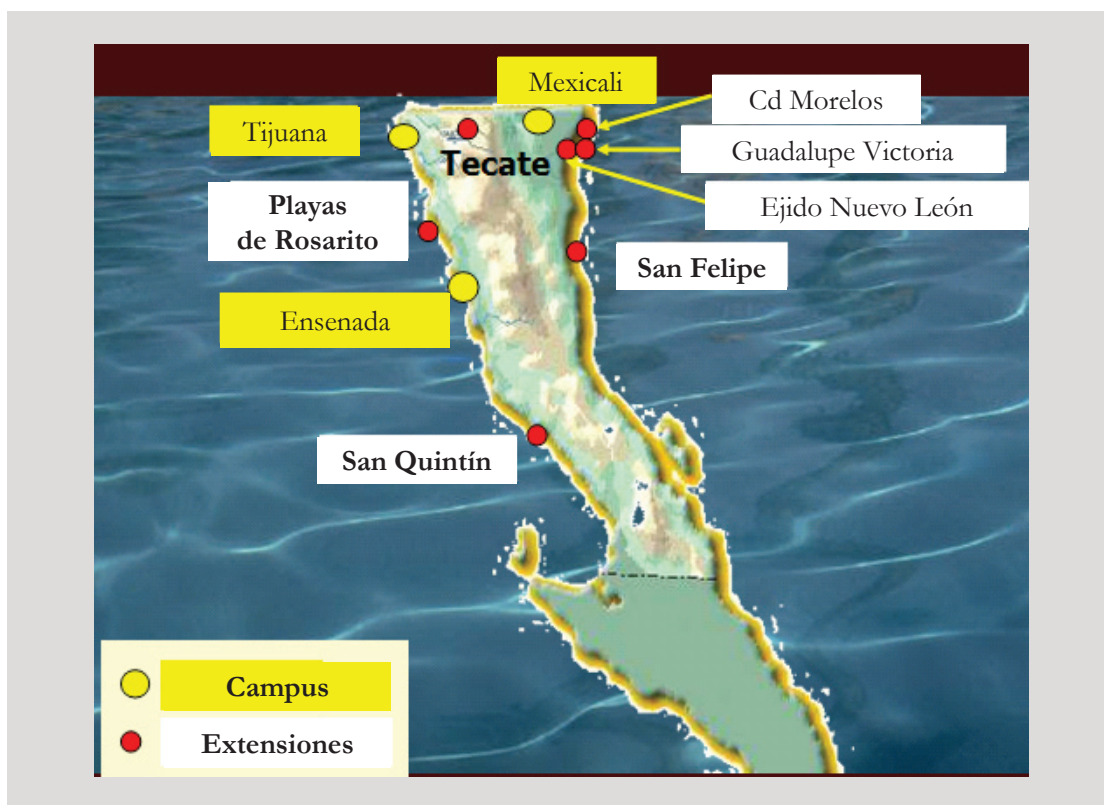 Mexicali
Cd Morelos
Tijuana
Guadalupe Victoria
Tecate
Ejido Nuevo León
Playas
de Rosarito
San Felipe
Ensenada
San Quintín
Campus
Extensiones